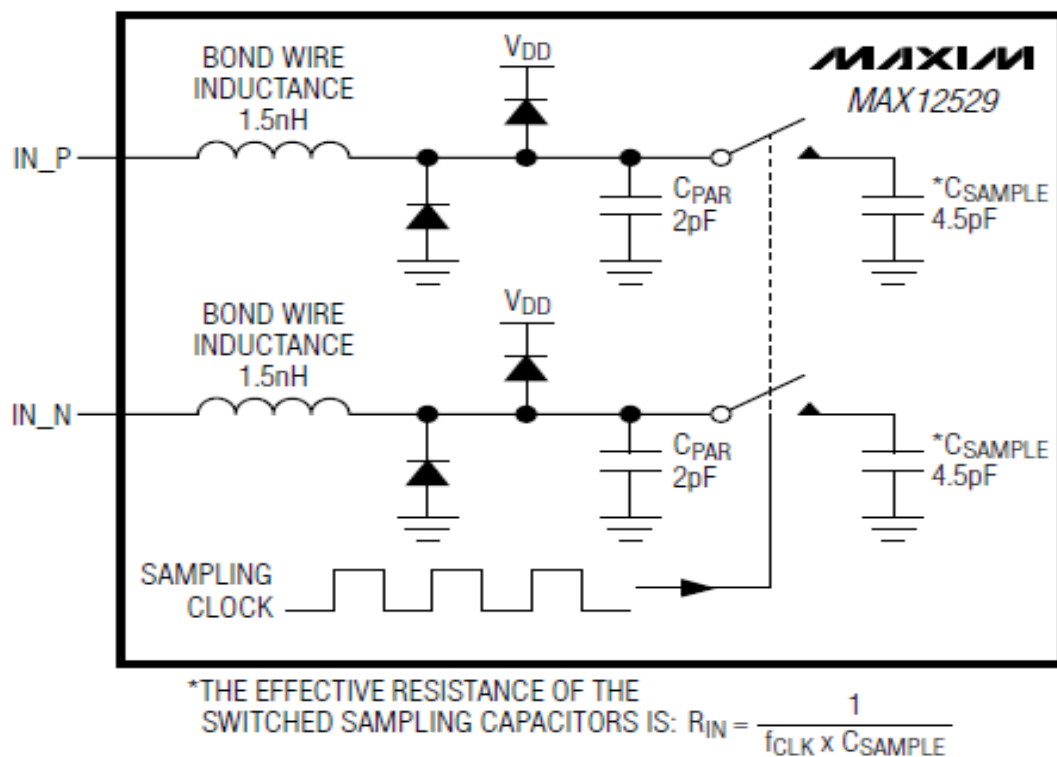 MAXIM
MAX12529
BOND WIRE
INDUCTANCE
1.5nH
VDD
IN_P
CPAR
2pF
*CSAMPLE
4.5pF
BOND WIRE
INDUCTANCE
1.5nH
VDD
IN_N
CPAR
2pF
*CSAMPLE
4.5pF
SAMPLING
CLOCK
*THE EFFECTIVE RESISTANCE OF THE
SWITCHED SAMPLING CAPACITORS IS: RIN = 1 / fCLK x CSAMPLE